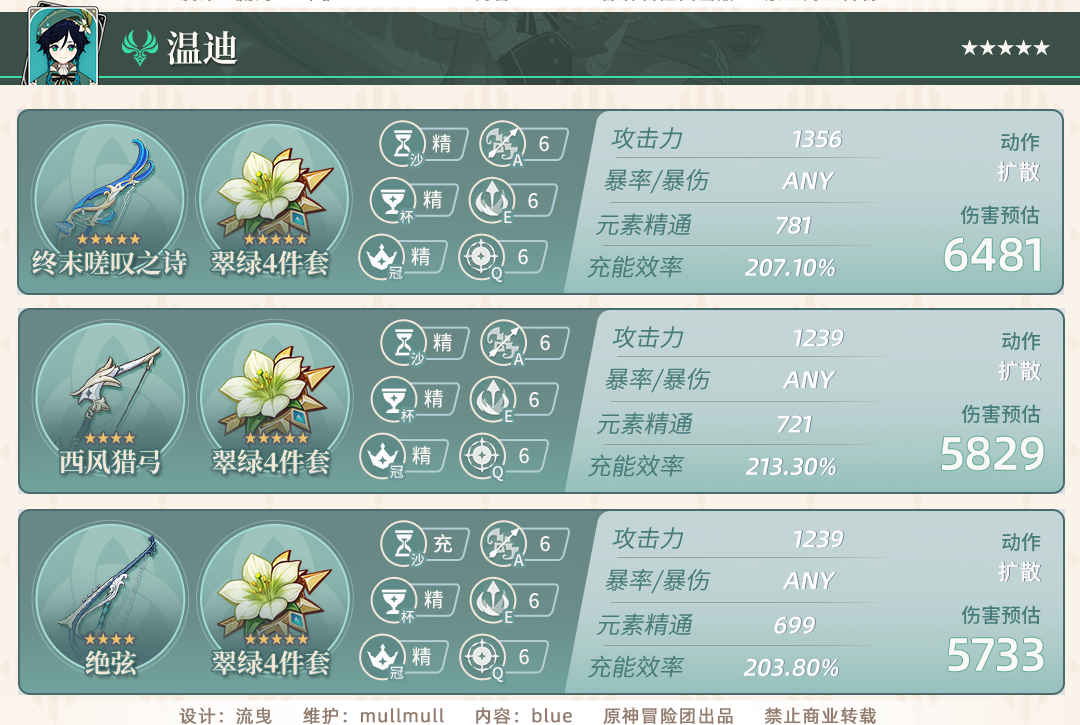 温迪
终末嗟叹之诗
翠绿4件套
沙 精
杯 精
冠 精
A 6
E 6
Q 6
攻击力 1356
暴率/暴伤 ANY
元素精通 781
充能效率 207.10%
动作
扩散
伤害预估
6481
西风猎弓
翠绿4件套
沙 精
杯 精
冠 精
A 6
E 6
Q 6
攻击力 1239
暴率/暴伤 ANY
元素精通 721
充能效率 213.30%
动作
扩散
伤害预估
5829
绝弦
翠绿4件套
沙 充
杯 精
冠 精
A 6
E 6
Q 6
攻击力 1239
暴率/暴伤 ANY
元素精通 699
充能效率 203.80%
动作
扩散
伤害预估
5733
设计：流曳 维护：mullmull 内容：blue 原神冒险团出品 禁止商业转载